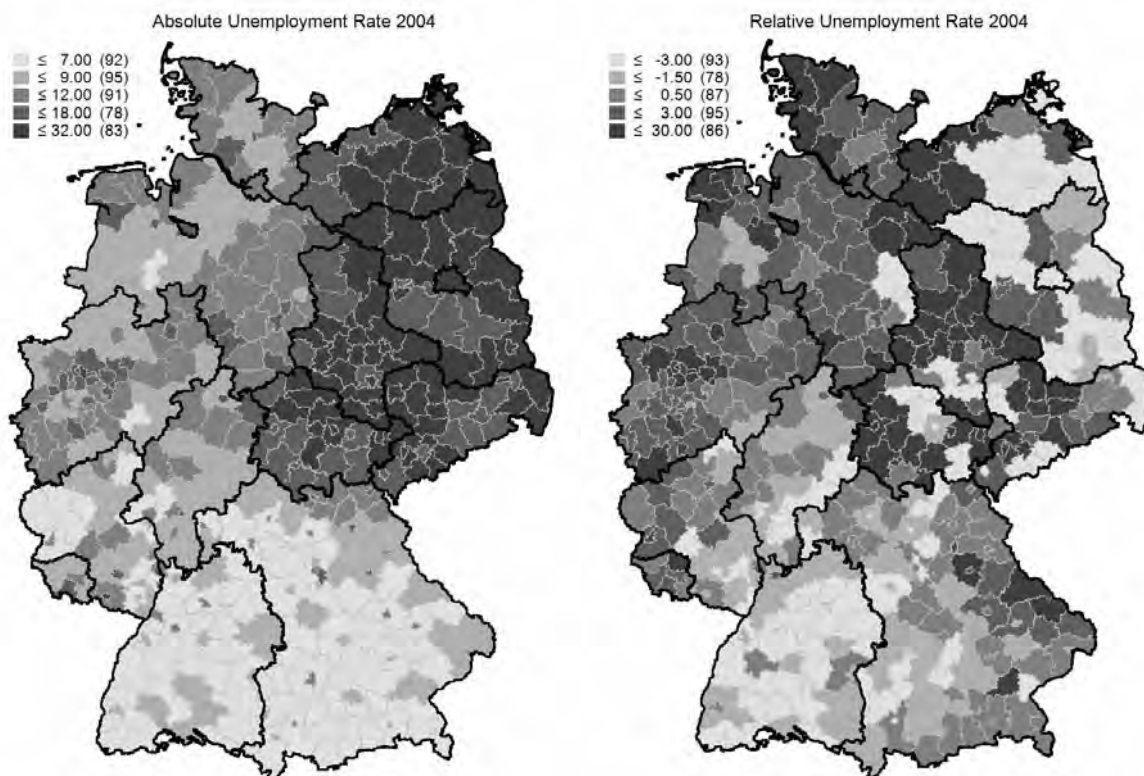 Absolute Unemployment Rate 2004
≤ 7.00 (92)
≤ 9.00 (95)
≤ 12.00 (91)
≤ 18.00 (78)
≤ 32.00 (83)
Relative Unemployment Rate 2004
≤ -3.00 (93)
≤ -1.50 (78)
≤ 0.50 (87)
≤ 3.00 (95)
≤ 30.00 (86)